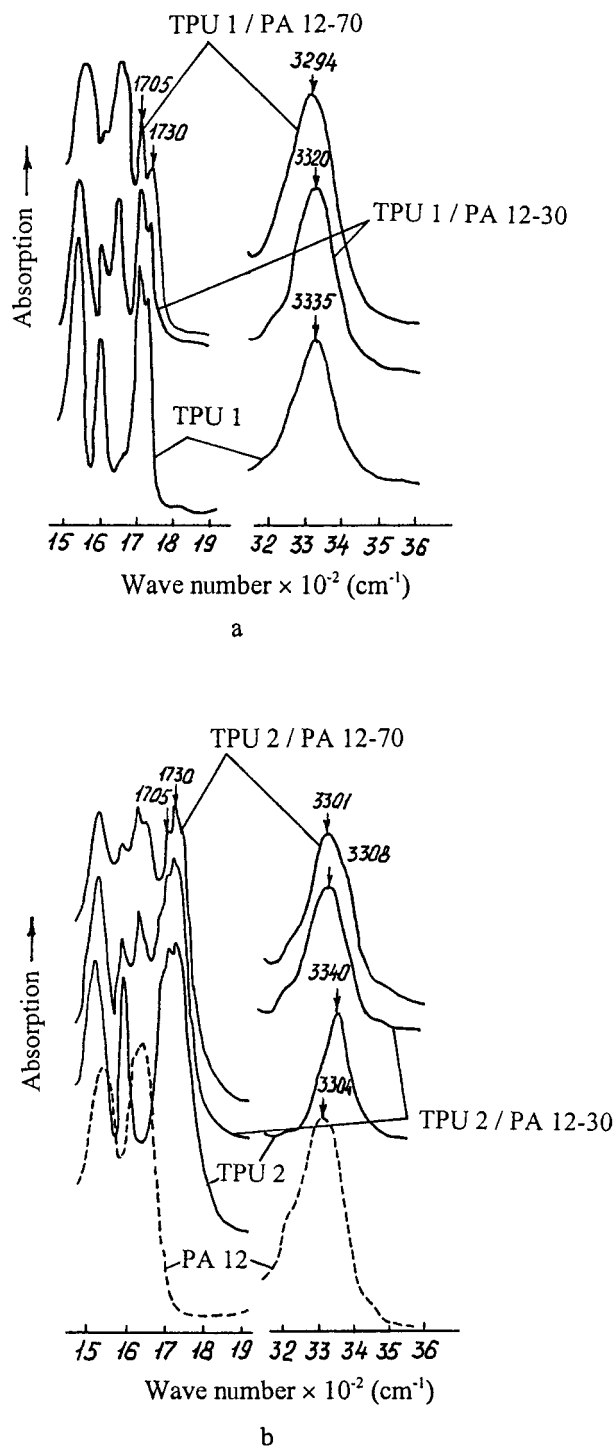 TPU 1 / PA 12-70
1705
1730
3294
3320
TPU 1 / PA 12-30
3335
TPU 1
Absorption
15 16 17 18 19 32 33 34 35 36
Wave number × 10⁻² (cm⁻¹)
a
TPU 2 / PA 12-70
1730
1705
3301
3308
3340
3304
TPU 2 / PA 12-30
TPU 2
PA 12
Absorption
15 16 17 18 19 32 33 34 35 36
Wave number × 10⁻² (cm⁻¹)
b